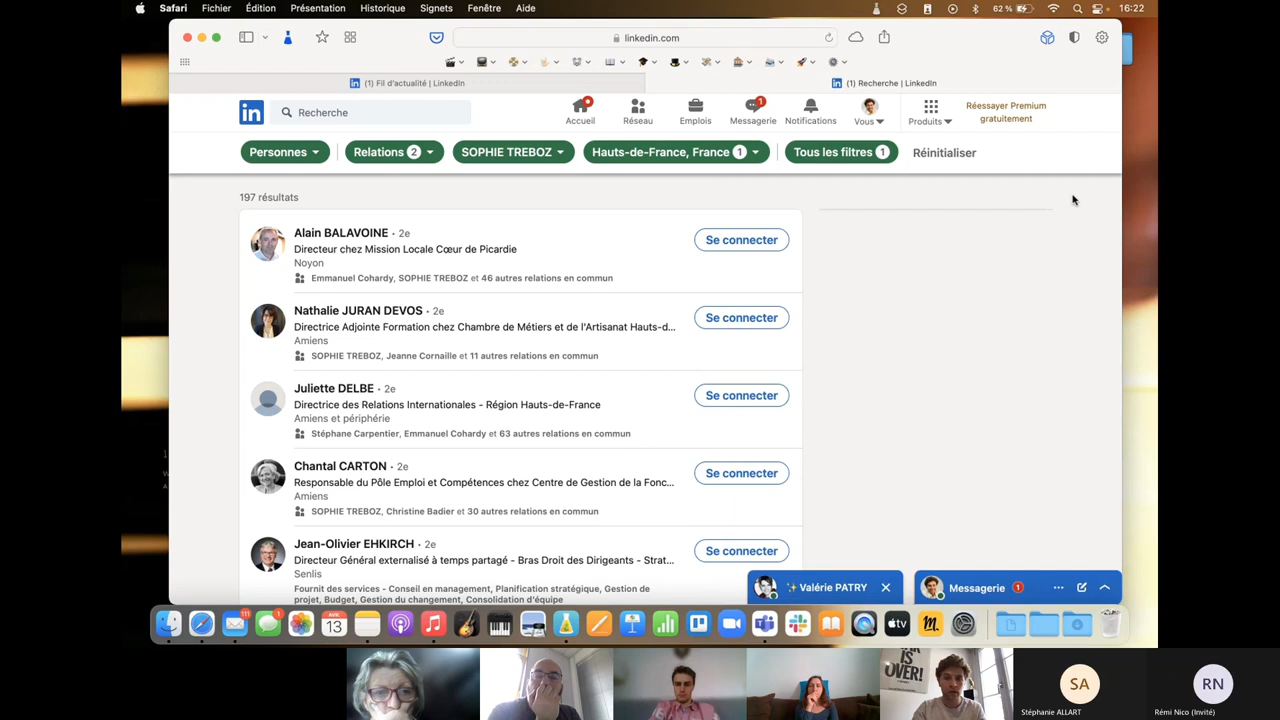 Safari Fichier Édition Présentation Historique Signets Fenêtre Aide 62 % 16:22
linkedin.com
(1) Fil d'actualité | LinkedIn
(1) Recherche | LinkedIn
in Recherche
Accueil Réseau Emplois Messagerie Notifications Vous Produits
1
Réessayer Premium
gratuitement
Personnes Relations 2 SOPHIE TREBOZ Hauts-de-France, France 1 Tous les filtres 1 Réinitialiser
197 résultats
Alain BALAVOINE • 2e
Directeur chez Mission Locale Cœur de Picardie
Noyon
Emmanuel Cohardy, SOPHIE TREBOZ et 46 autres relations en commun
Se connecter
Nathalie JURAN DEVOS • 2e
Directrice Adjointe Formation chez Chambre de Métiers et de l'Artisanat Hauts-d...
Amiens
SOPHIE TREBOZ, Jeanne Cornaille et 11 autres relations en commun
Se connecter
Juliette DELBE • 2e
Directrice des Relations Internationales - Région Hauts-de-France
Amiens et périphérie
Stéphane Carpentier, Emmanuel Cohardy et 63 autres relations en commun
Se connecter
Chantal CARTON • 2e
Responsable du Pôle Emploi et Compétences chez Centre de Gestion de la Fonc...
Amiens
SOPHIE TREBOZ, Christine Badier et 30 autres relations en commun
Se connecter
Jean-Olivier EHKIRCH • 2e
Directeur Général externalisé à temps partagé - Bras Droit des Dirigeants - Strat...
Senlis
Fournit des services - Conseil en management, Planification stratégique, Gestion de
projet, Budget, Gestion du changement, Consolidation d'équipe
Se connecter
Valérie PATRY
Messagerie 1
111
1
AVR.
13
tv
IS
OVER!
SA
Stéphanie ALLART
RN
Rémi Nico (Invité)